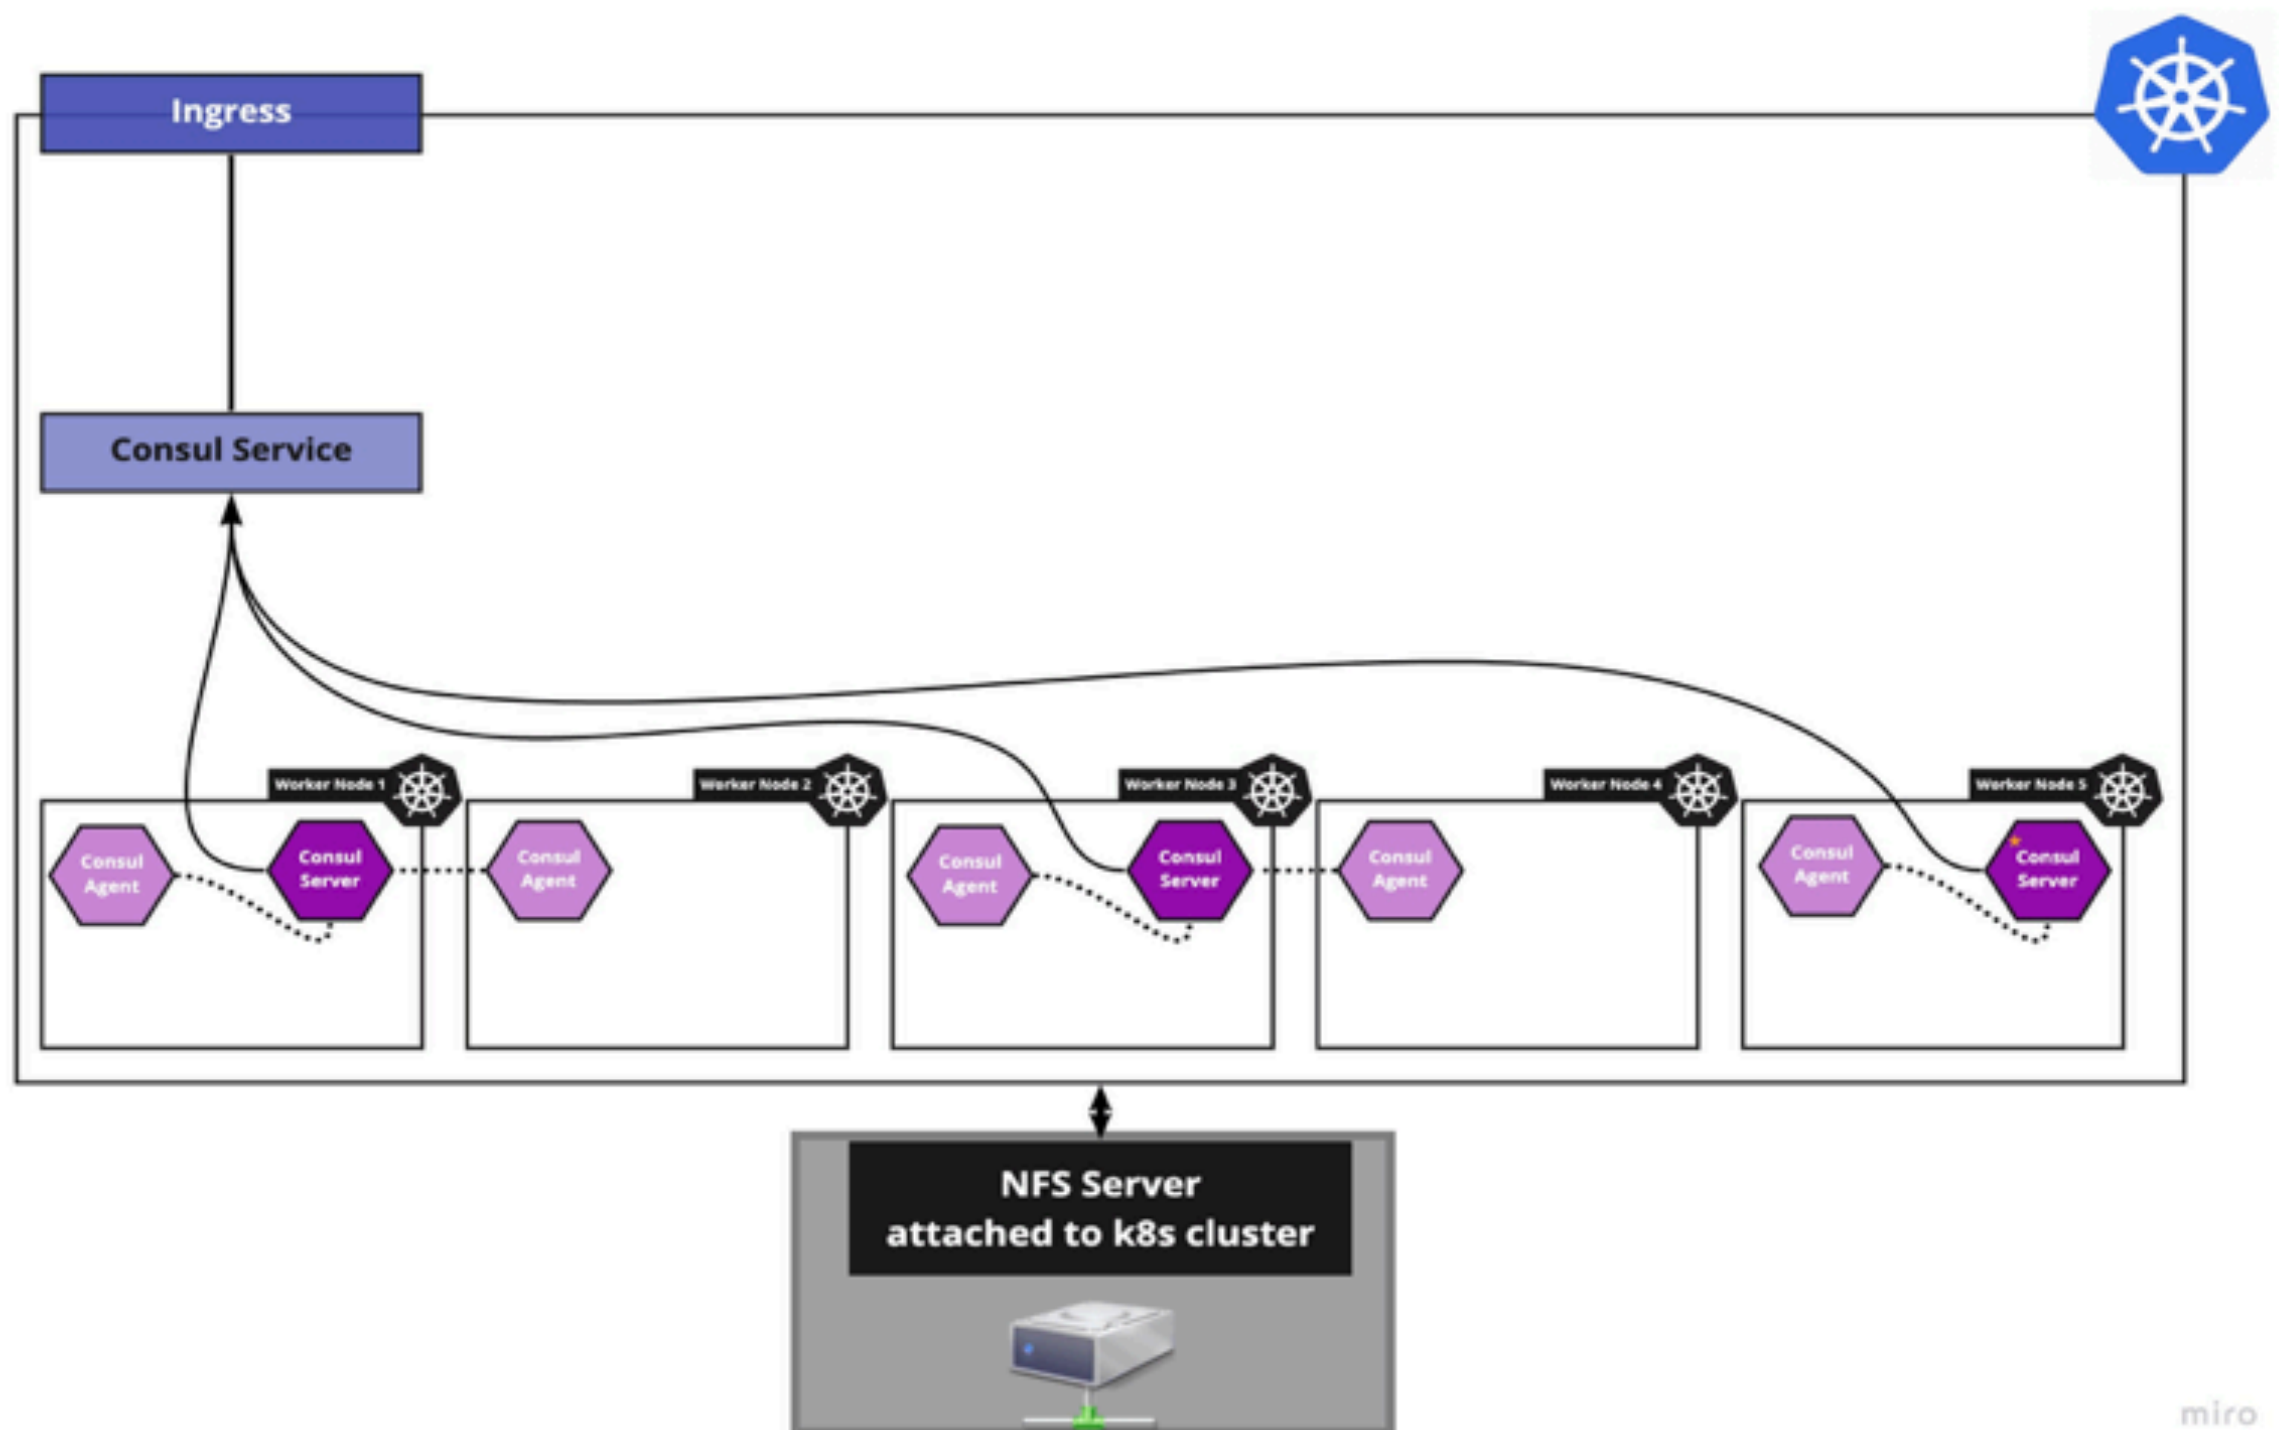 Ingress
Consul Service
Worker Node 1
Worker Node 2
Worker Node 3
Worker Node 4
Worker Node 5
Consul
Agent
Consul
Server
Consul
Agent
Consul
Agent
Consul
Server
Consul
Agent
Consul
Agent
Consul
Server
NFS Server
attached to k8s cluster
miro